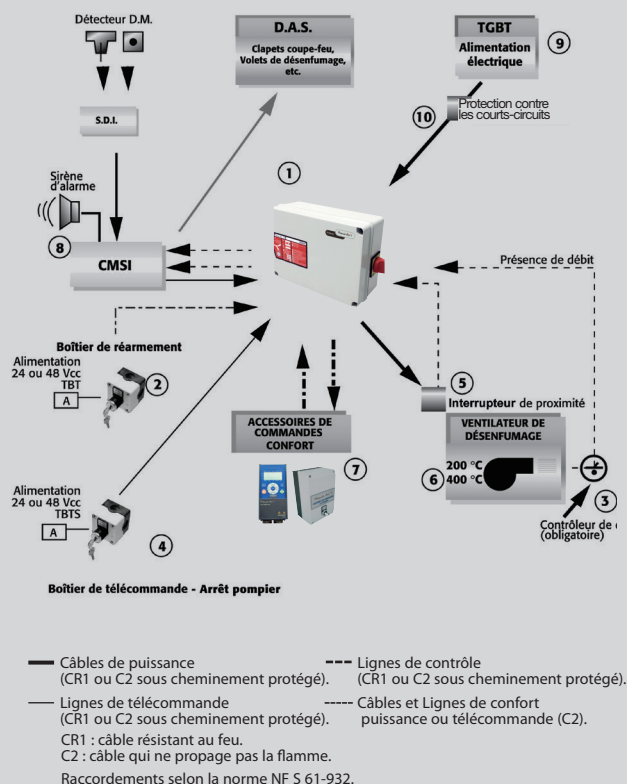 Détecteur D.M.
D.A.S.
Clapets coupe-feu,
Volets de désenfumage,
etc.
TGBT
Alimentation
électrique
9
S.D.I.
10
Protection contre
les courts-circuits
1
Sirène
d'alarme
8
CMSI
Présence de débit
Boîtier de réarmement
Alimentation
24 ou 48 Vcc
TBT
A
2
5
Interrupteur de proximité
ACCESSOIRES DE
COMMANDES
CONFORT
VENTILATEUR DE
DÉSENFUMAGE
7
200 °C
400 °C
6
3
Alimentation
24 ou 48 Vcc
TBTS
A
4
Contrôleur de
(obligatoire)
Boîtier de télécommande - Arrêt pompier
Câbles de puissance
(CR1 ou C2 sous cheminement protégé).
Lignes de contrôle
(CR1 ou C2 sous cheminement protégé).
Lignes de télécommande
(CR1 ou C2 sous cheminement protégé).
Câbles et Lignes de confort
puissance ou télécommande (C2).
CR1 : câble résistant au feu.
C2 : câble qui ne propage pas la flamme.
Raccordements selon la norme NF S 61-932.